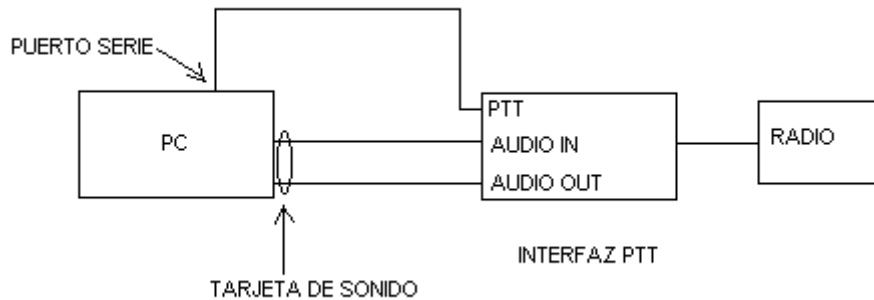 PUERTO SERIE
PTT
PC
AUDIO IN
RADIO
AUDIO OUT
INTERFAZ PTT
TARJETA DE SONIDO